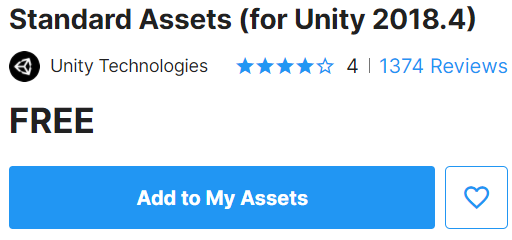 Standard Assets (for Unity 2018.4)
Unity Technologies 4 | 1374 Reviews
FREE
Add to My Assets